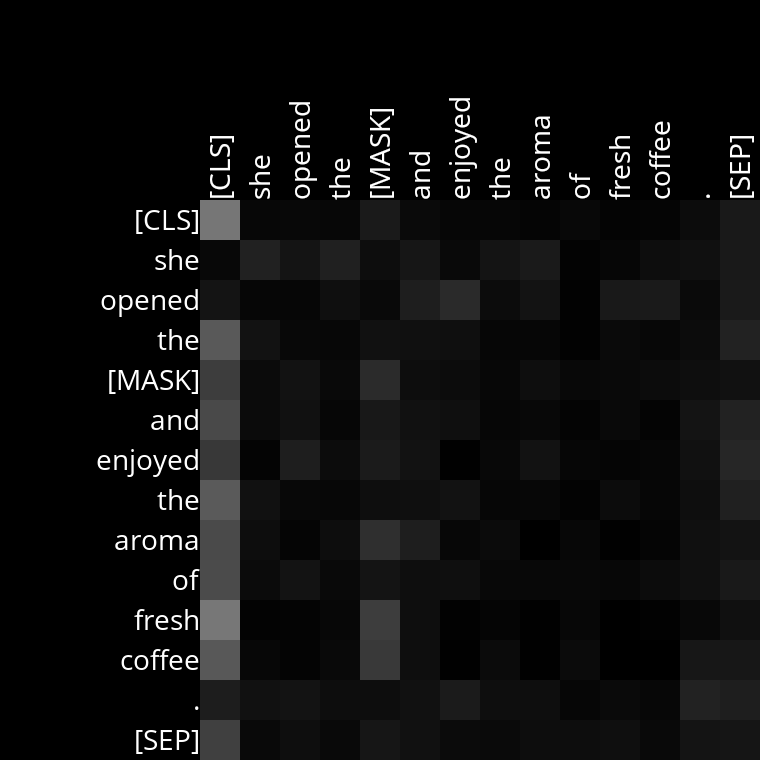 [CLS] she opened the [MASK] and enjoyed the aroma of fresh coffee . [SEP]
[CLS]
she
opened
the
[MASK]
and
enjoyed
the
aroma
of
fresh
coffee
.
[SEP]